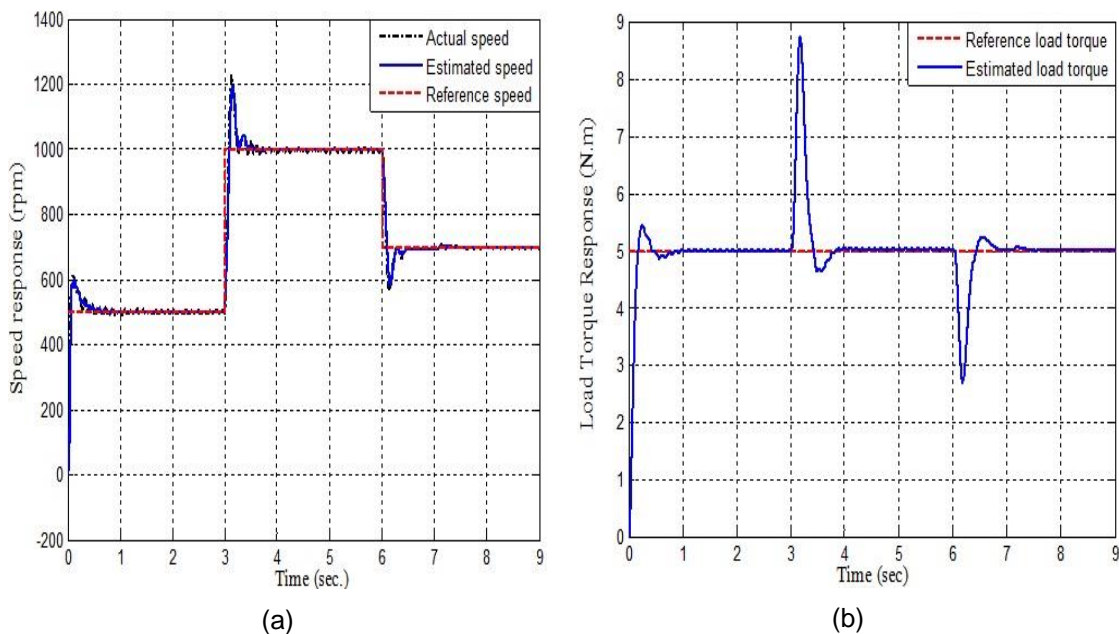 1400
1200
1000
800
600
400
200
0
-200
Speed response (rpm)
Actual speed
Estimated speed
Reference speed
0 1 2 3 4 5 6 7 8 9
Time (sec.)
(a)
9
8
7
6
5
4
3
2
1
0
Load Torque Response (N.m)
Reference load torque
Estimated load torque
0 1 2 3 4 5 6 7 8 9
Time (sec)
(b)